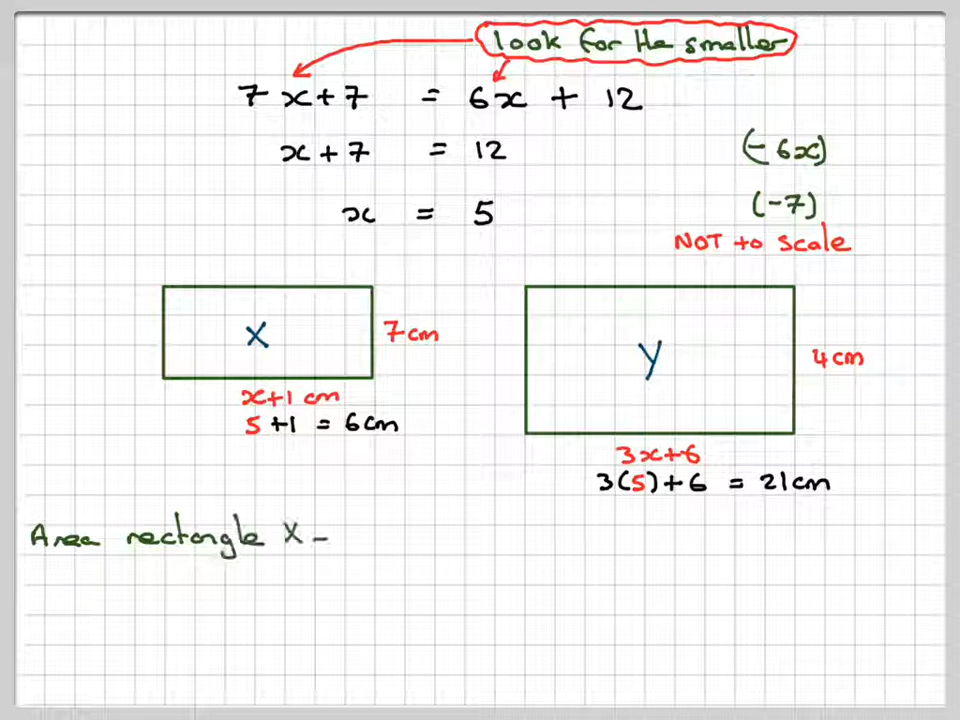 look for the smaller
7x+7 = 6x + 12
x+7 = 12 (-6x)
x = 5 (-7)
NOT to scale
X 7cm
Y 4cm
x+1 cm
5+1 = 6cm
3x+6
3(5)+6 = 21cm
Area rectangle X -